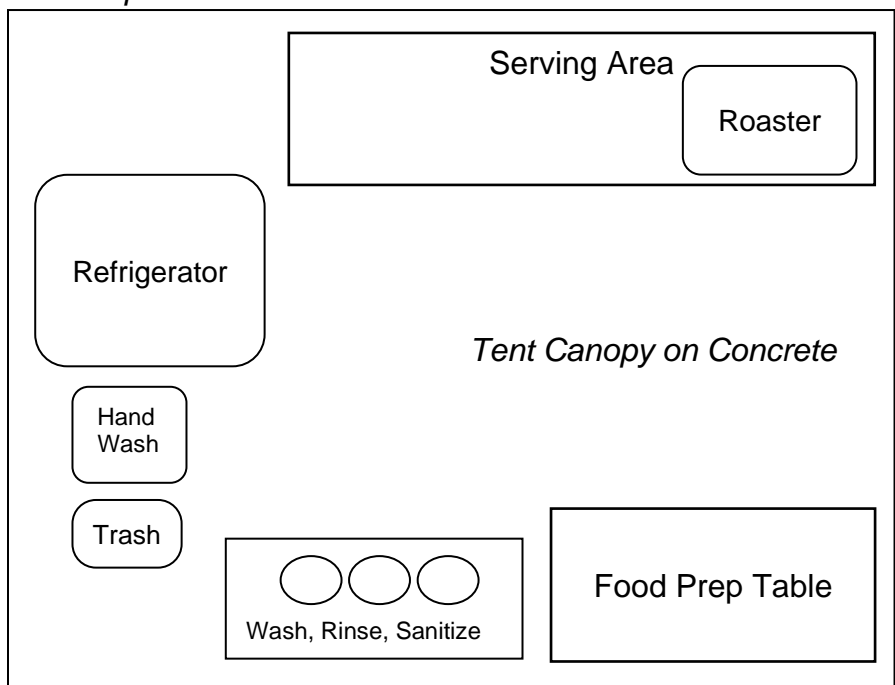 Serving Area
Roaster
Refrigerator
Tent Canopy on Concrete
Hand
Wash
Trash
Food Prep Table
Wash, Rinse, Sanitize